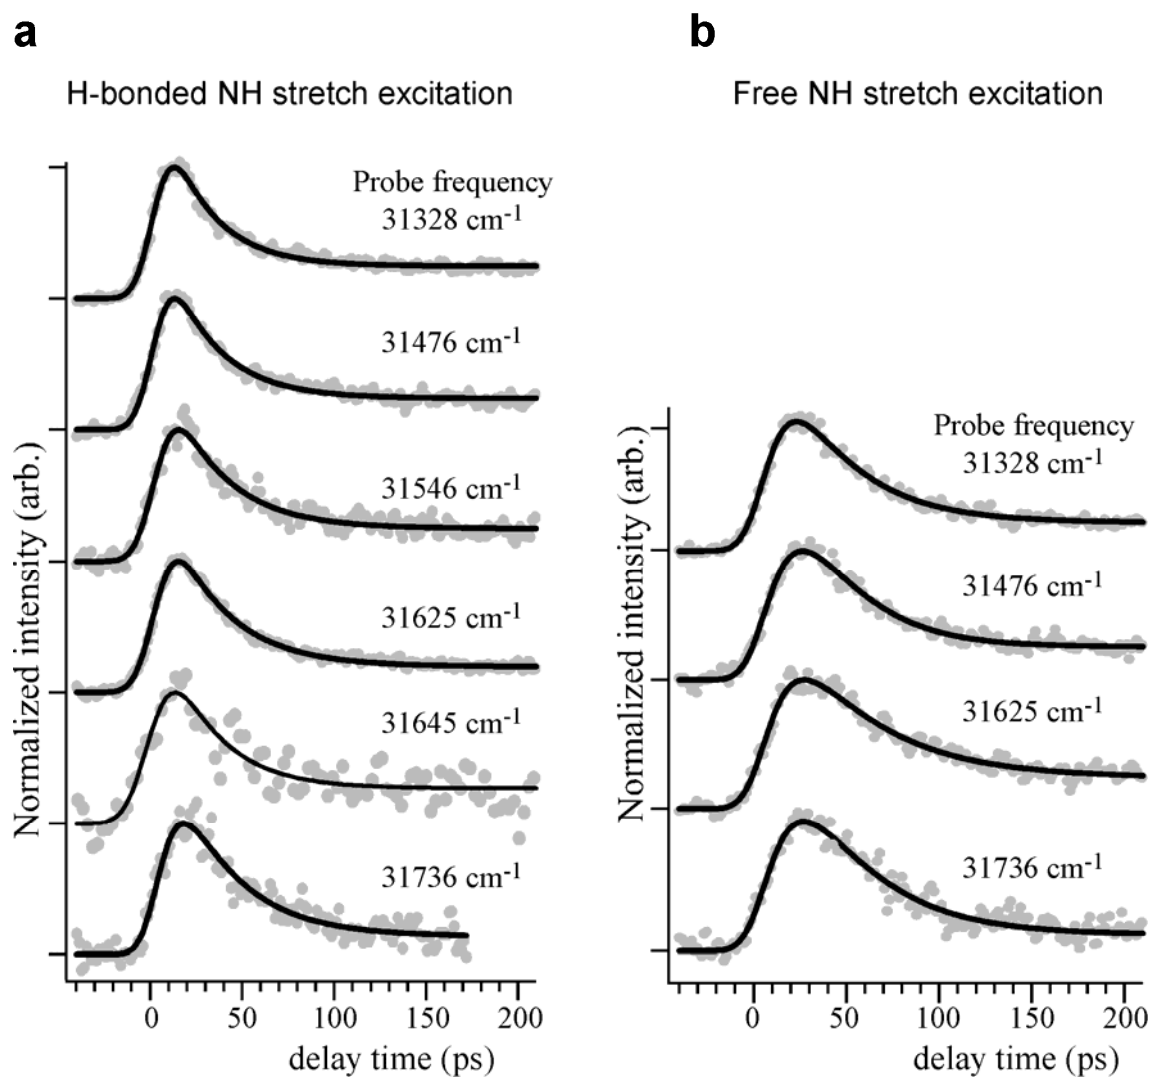 a
H-bonded NH stretch excitation
Probe frequency
31328 cm-1
31476 cm-1
31546 cm-1
31625 cm-1
31645 cm-1
31736 cm-1
Normalized intensity (arb.)
0 50 100 150 200
delay time (ps)
b
Free NH stretch excitation
Probe frequency
31328 cm-1
31476 cm-1
31625 cm-1
31736 cm-1
Normalized intensity (arb.)
0 50 100 150 200
delay time (ps)